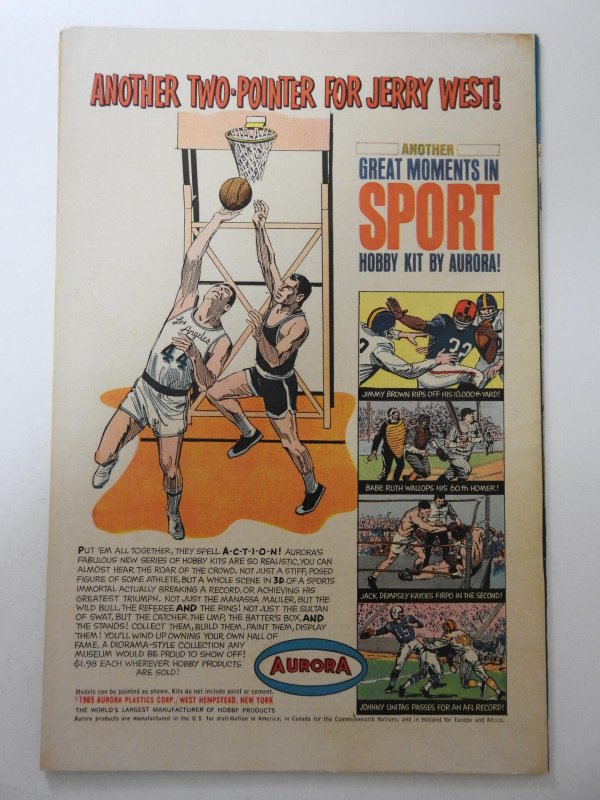 ANOTHER TWO-POINTER FOR JERRY WEST!
ANOTHER
GREAT MOMENTS IN
SPORT
HOBBY KIT BY AURORA!
Los Angeles
44
32
JIMMY BROWN RIPS OFF HIS 10,000th YARD!
BABE RUTH WALLOPS HIS 60th HOMER!
JACK DEMPSEY KAYOES FIRPO IN THE SECOND!
19
JOHNNY UNITAS PASSES FOR AN AFL RECORD!
PUT 'EM ALL TOGETHER, THEY SPELL A-C-T-I-O-N! AURORA'S
FABULOUS NEW SERIES OF HOBBY KITS ARE SO REALISTIC, YOU CAN
ALMOST HEAR THE ROAR OF THE CROWD. NOT JUST A STIFF, POSED
FIGURE OF SOME ATHLETE, BUT A WHOLE SCENE IN 3D OF A SPORTS
IMMORTAL ACTUALLY BREAKING A RECORD, OR ACHIEVING HIS
GREATEST TRIUMPH. NOT JUST THE MANASSA MAULER, BUT THE
WILD BULL, THE REFEREE AND THE RING! NOT JUST THE SULTAN
OF SWAT, BUT THE CATCHER, THE UMP, THE BATTER'S BOX, AND
THE STANDS! COLLECT THEM, BUILD THEM, PAINT THEM, DISPLAY
THEM! YOU'LL WIND UP OWNING YOUR OWN HALL OF
FAME, A DIORAMA-STYLE COLLECTION ANY
MUSEUM WOULD BE PROUD TO SHOW OFF!
$1.98 EACH WHEREVER HOBBY PRODUCTS
ARE SOLD!
AURORA
Models can be painted as shown. Kits do not include paint or cement.
©1965 AURORA PLASTICS CORP./WEST HEMPSTEAD, NEW YORK
THE WORLD'S LARGEST MANUFACTURER OF HOBBY PRODUCTS
Aurora products are manufactured in the U.S. for distribution in America; in Canada for the Commonwealth Nations; and in Holland for Europe and Africa.